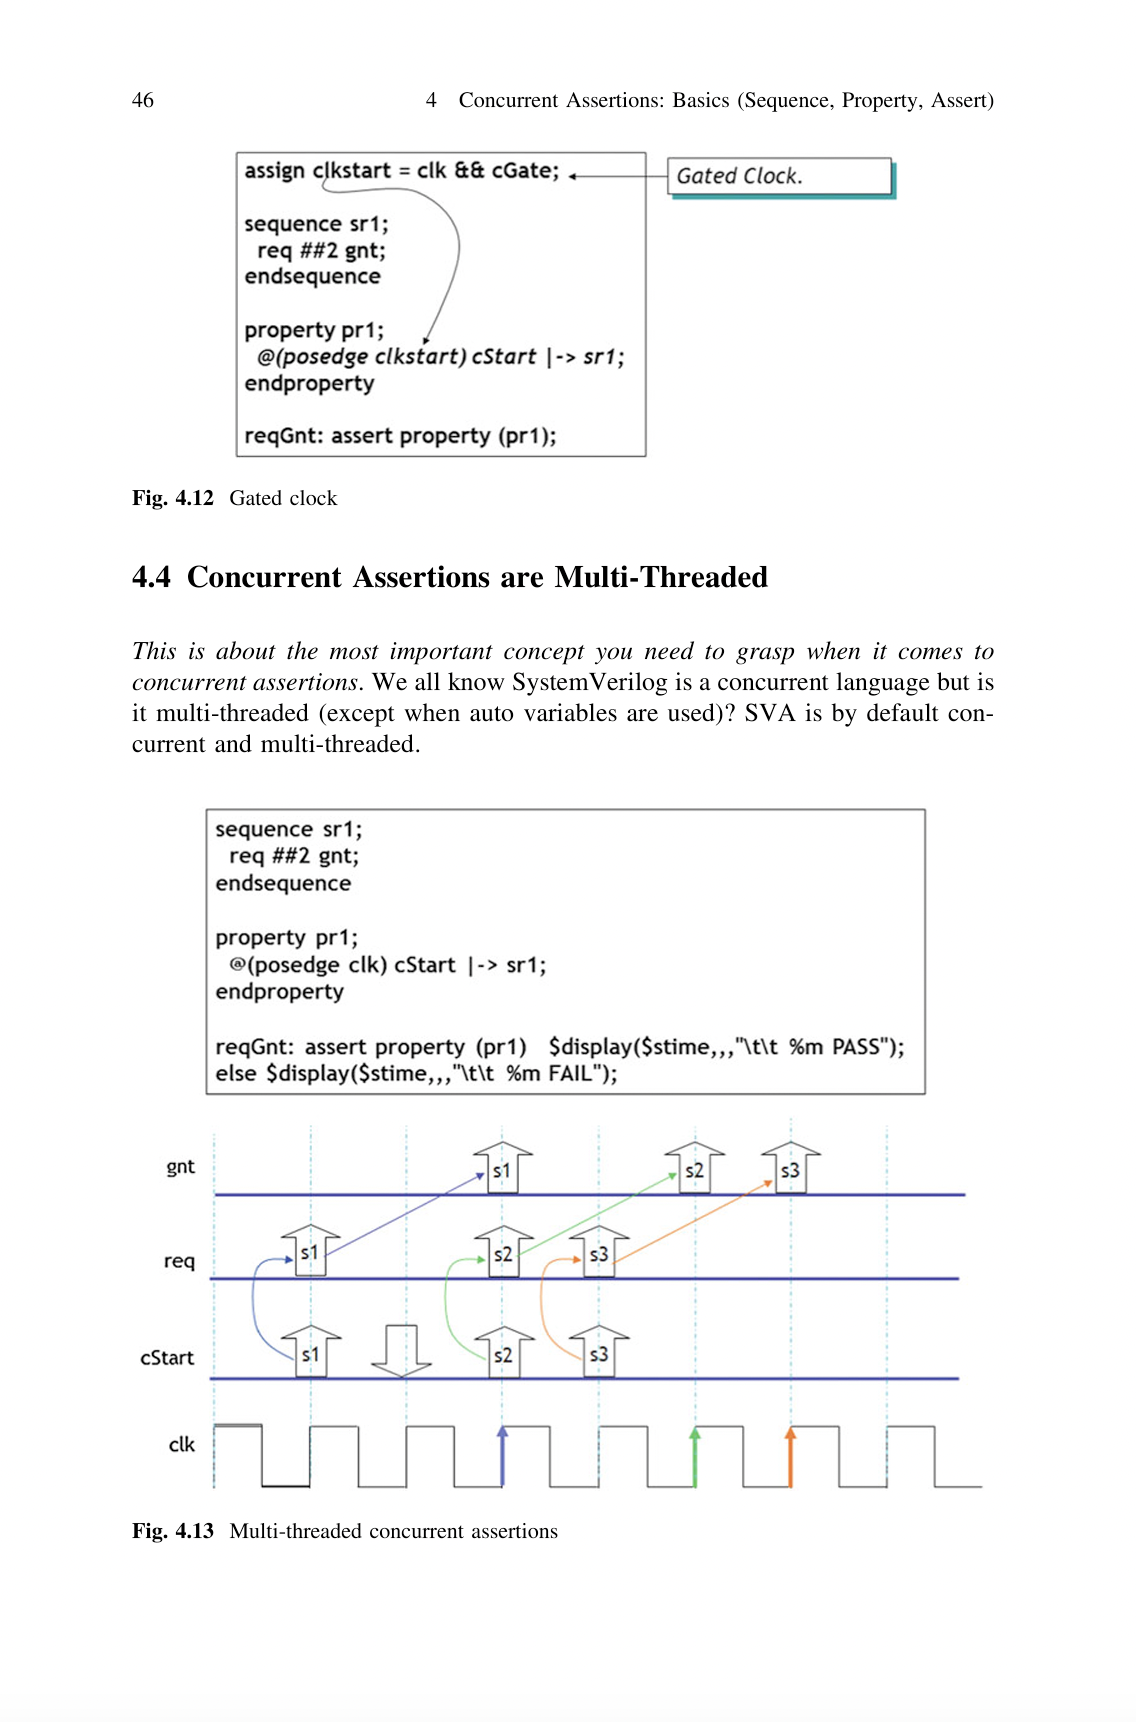 46
4 Concurrent Assertions: Basics (Sequence, Property, Assert)
assign clkstart = clk && cGate;
Gated Clock.
sequence sr1;
req ##2 gnt;
endsequence
property pr1;
@(posedge clkstart) cStart |-> sr1;
endproperty
reqGnt: assert property (pr1);
Fig. 4.12 Gated clock
4.4 Concurrent Assertions are Multi-Threaded
This is about the most important concept you need to grasp when it comes to
concurrent assertions. We all know SystemVerilog is a concurrent language but is
it multi-threaded (except when auto variables are used)? SVA is by default con-
current and multi-threaded.
sequence sr1;
req ##2 gnt;
endsequence
property pr1;
@(posedge clk) cStart |-> sr1;
endproperty
reqGnt: assert property (pr1) $display($stime,,,"\t\t %m PASS");
else $display($stime,,,"\t\t %m FAIL");
gnt s1 s2 s3
req s1 s2 s3
cStart s1 s2 s3
clk
Fig. 4.13 Multi-threaded concurrent assertions